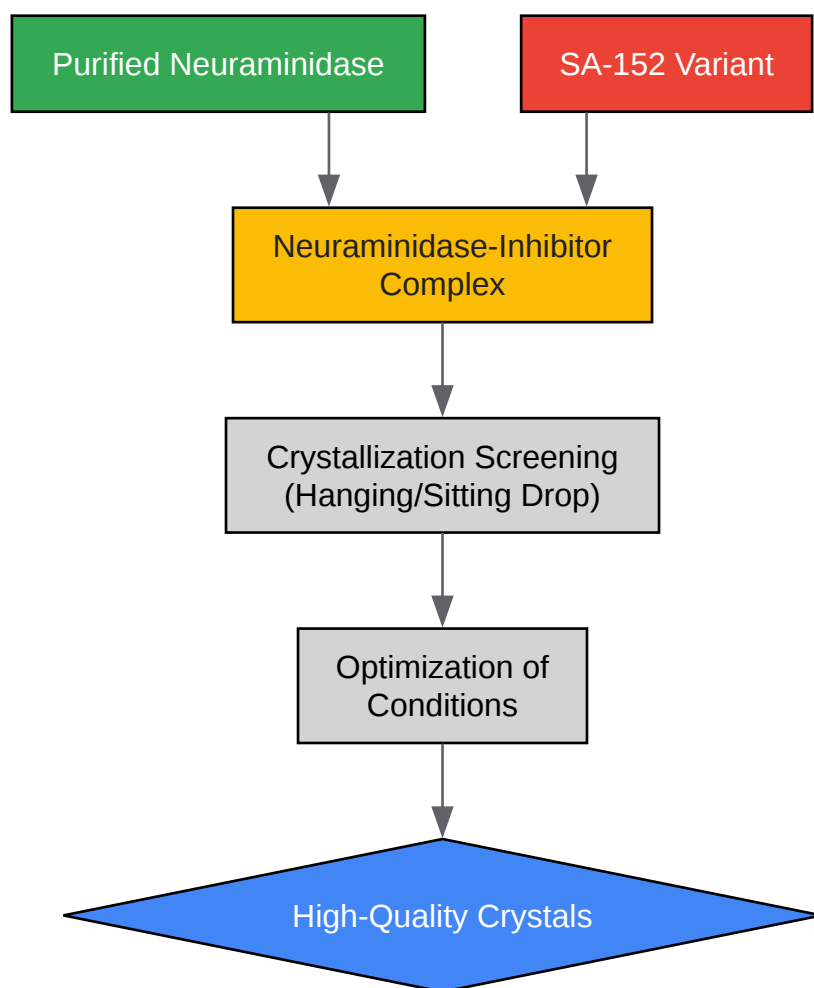 Purified Neuraminidase
SA-152 Variant
Neuraminidase-Inhibitor
Complex
Crystallization Screening
(Hanging/Sitting Drop)
Optimization of
Conditions
High-Quality Crystals